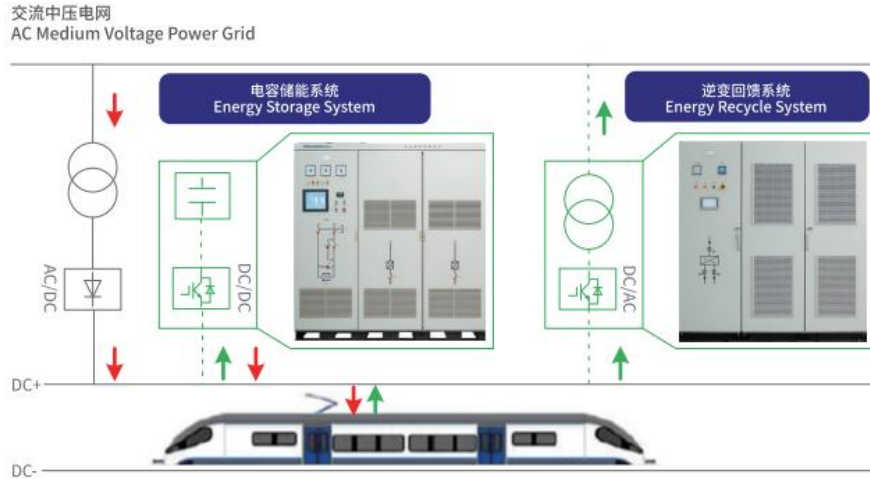 交流中压电网
AC Medium Voltage Power Grid
电容储能系统
Energy Storage System
逆变回馈系统
Energy Recycle System
AC/DC
DC/DC
DC/AC
DC+
DC-